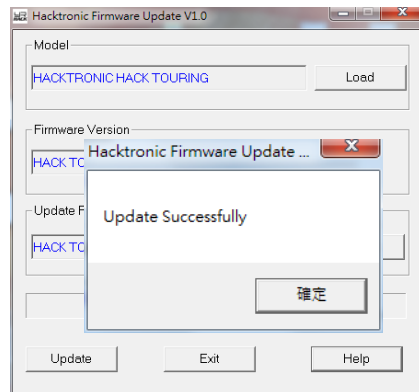 Hacktronic Firmware Update V1.0
Model
HACKTRONIC HACK TOURING
Load
Firmware Version
HACK TO
Hacktronic Firmware Update ...
Update Successfully
確定
Update F
HACK TO
Update
Exit
Help